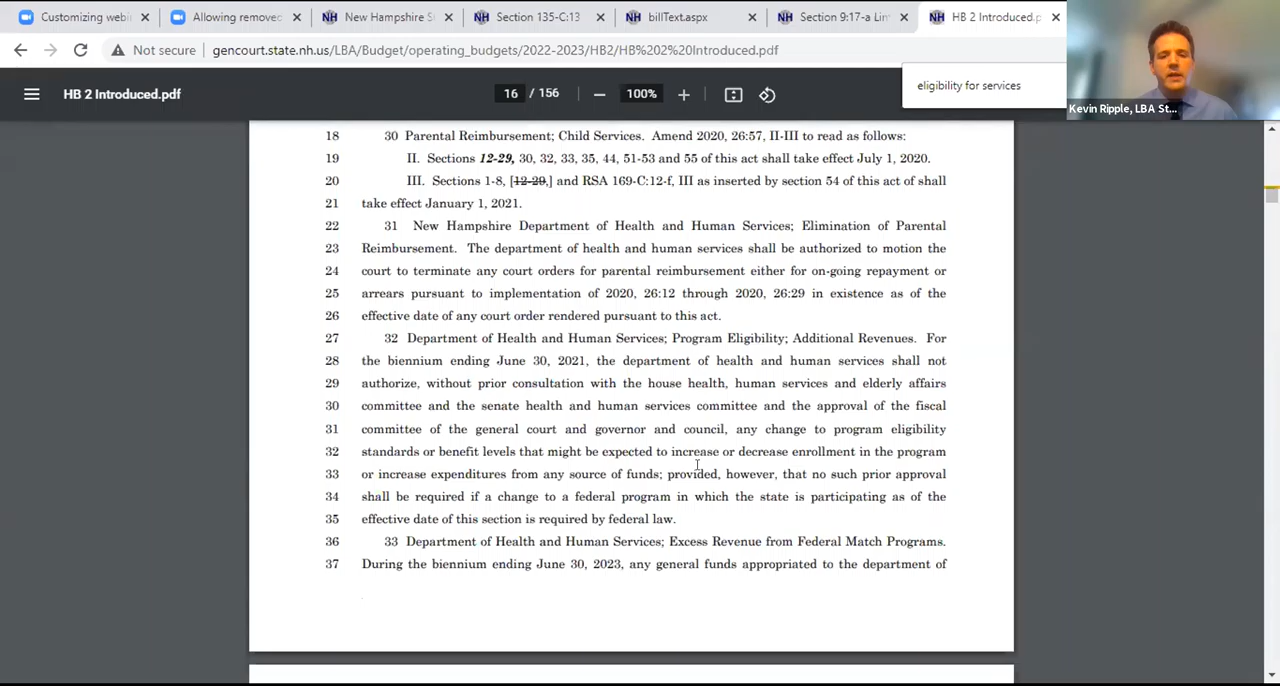 Customizing webi
Allowing removed
New Hampshire S
Section 135-C:13
billText.aspx
Section 9:17-a Lim
HB 2 Introduced.p
Not secure
gencourt.state.nh.us/LBA/Budget/operating_budgets/2022-2023/HB2/HB%202%20Introduced.pdf
eligibility for services
Kevin Ripple, LBA St...
HB 2 Introduced.pdf
16 / 156
100%
18 30 Parental Reimbursement; Child Services. Amend 2020, 26:57, II-III to read as follows:
19 II. Sections 12-29, 30, 32, 33, 35, 44, 51-53 and 55 of this act shall take effect July 1, 2020.
20 III. Sections 1-8, [12-29,] and RSA 169-C:12-f, III as inserted by section 54 of this act of shall
21 take effect January 1, 2021.
22 31 New Hampshire Department of Health and Human Services; Elimination of Parental
23 Reimbursement. The department of health and human services shall be authorized to motion the
24 court to terminate any court orders for parental reimbursement either for on-going repayment or
25 arrears pursuant to implementation of 2020, 26:12 through 2020, 26:29 in existence as of the
26 effective date of any court order rendered pursuant to this act.
27 32 Department of Health and Human Services; Program Eligibility; Additional Revenues. For
28 the biennium ending June 30, 2021, the department of health and human services shall not
29 authorize, without prior consultation with the house health, human services and elderly affairs
30 committee and the senate health and human services committee and the approval of the fiscal
31 committee of the general court and governor and council, any change to program eligibility
32 standards or benefit levels that might be expected to increase or decrease enrollment in the program
33 or increase expenditures from any source of funds; provided, however, that no such prior approval
34 shall be required if a change to a federal program in which the state is participating as of the
35 effective date of this section is required by federal law.
36 33 Department of Health and Human Services; Excess Revenue from Federal Match Programs.
37 During the biennium ending June 30, 2023, any general funds appropriated to the department of